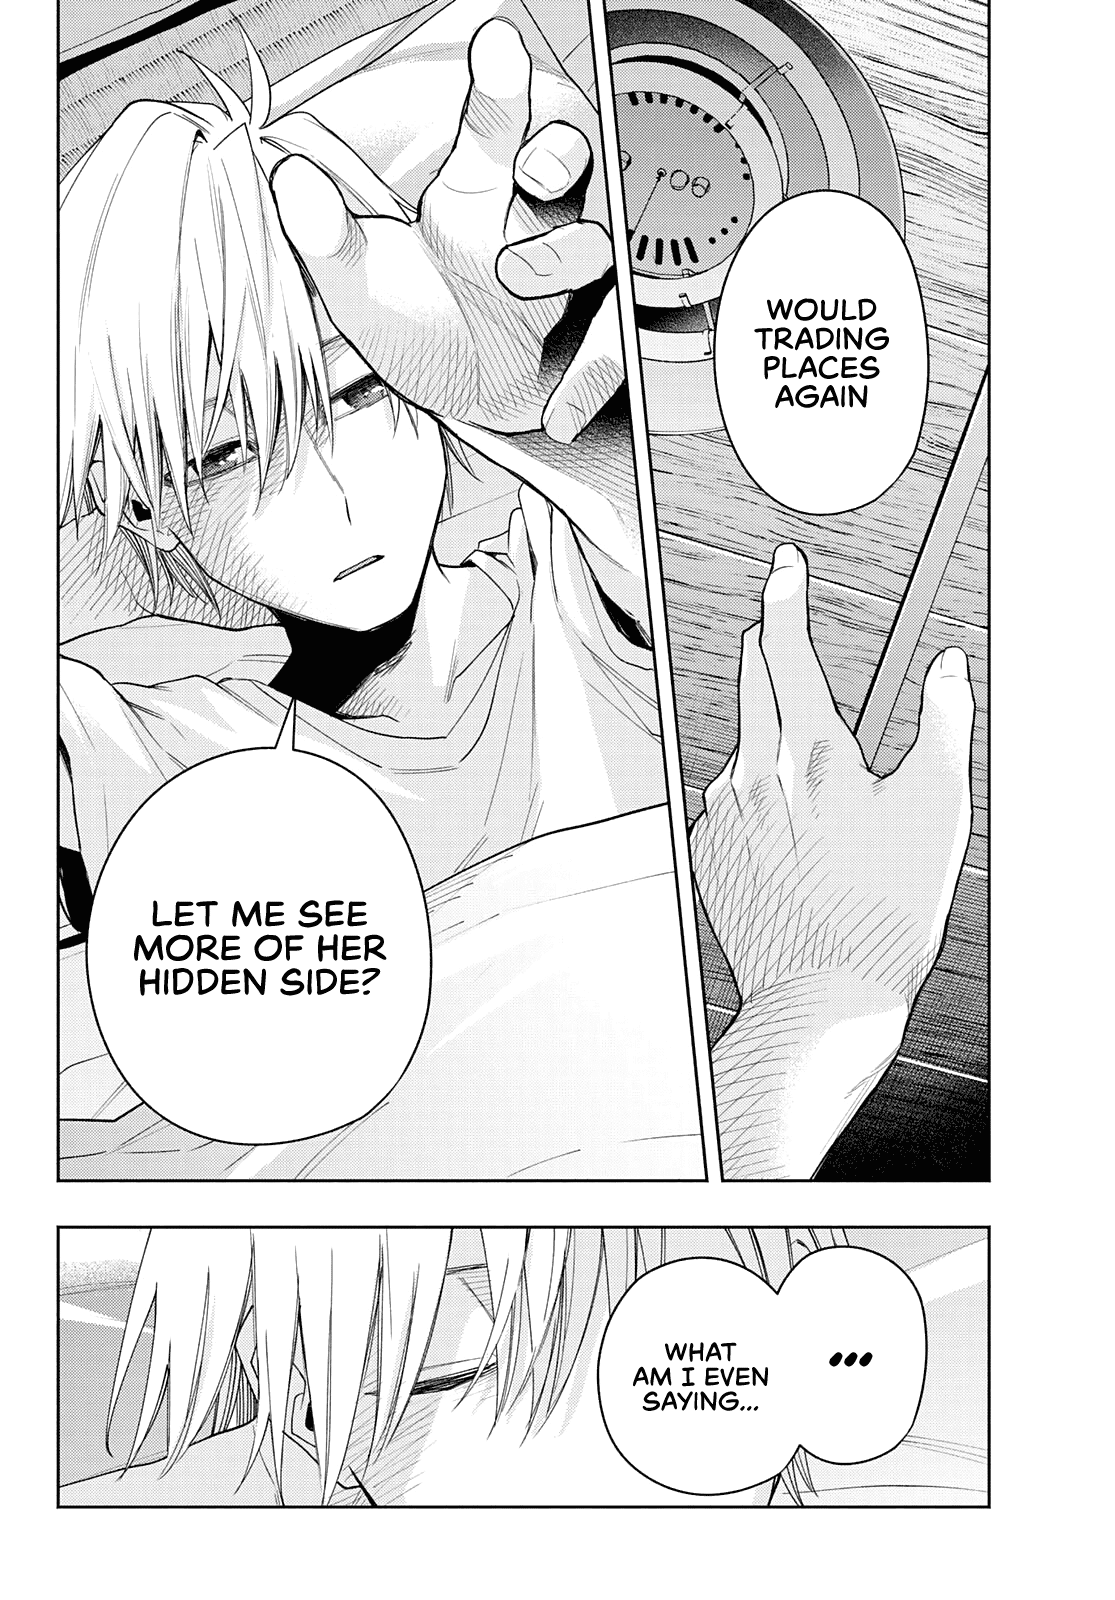 WOULD
TRADING
PLACES
AGAIN
LET ME SEE
MORE OF HER
HIDDEN SIDE?
...
WHAT
AM I EVEN
SAYING...